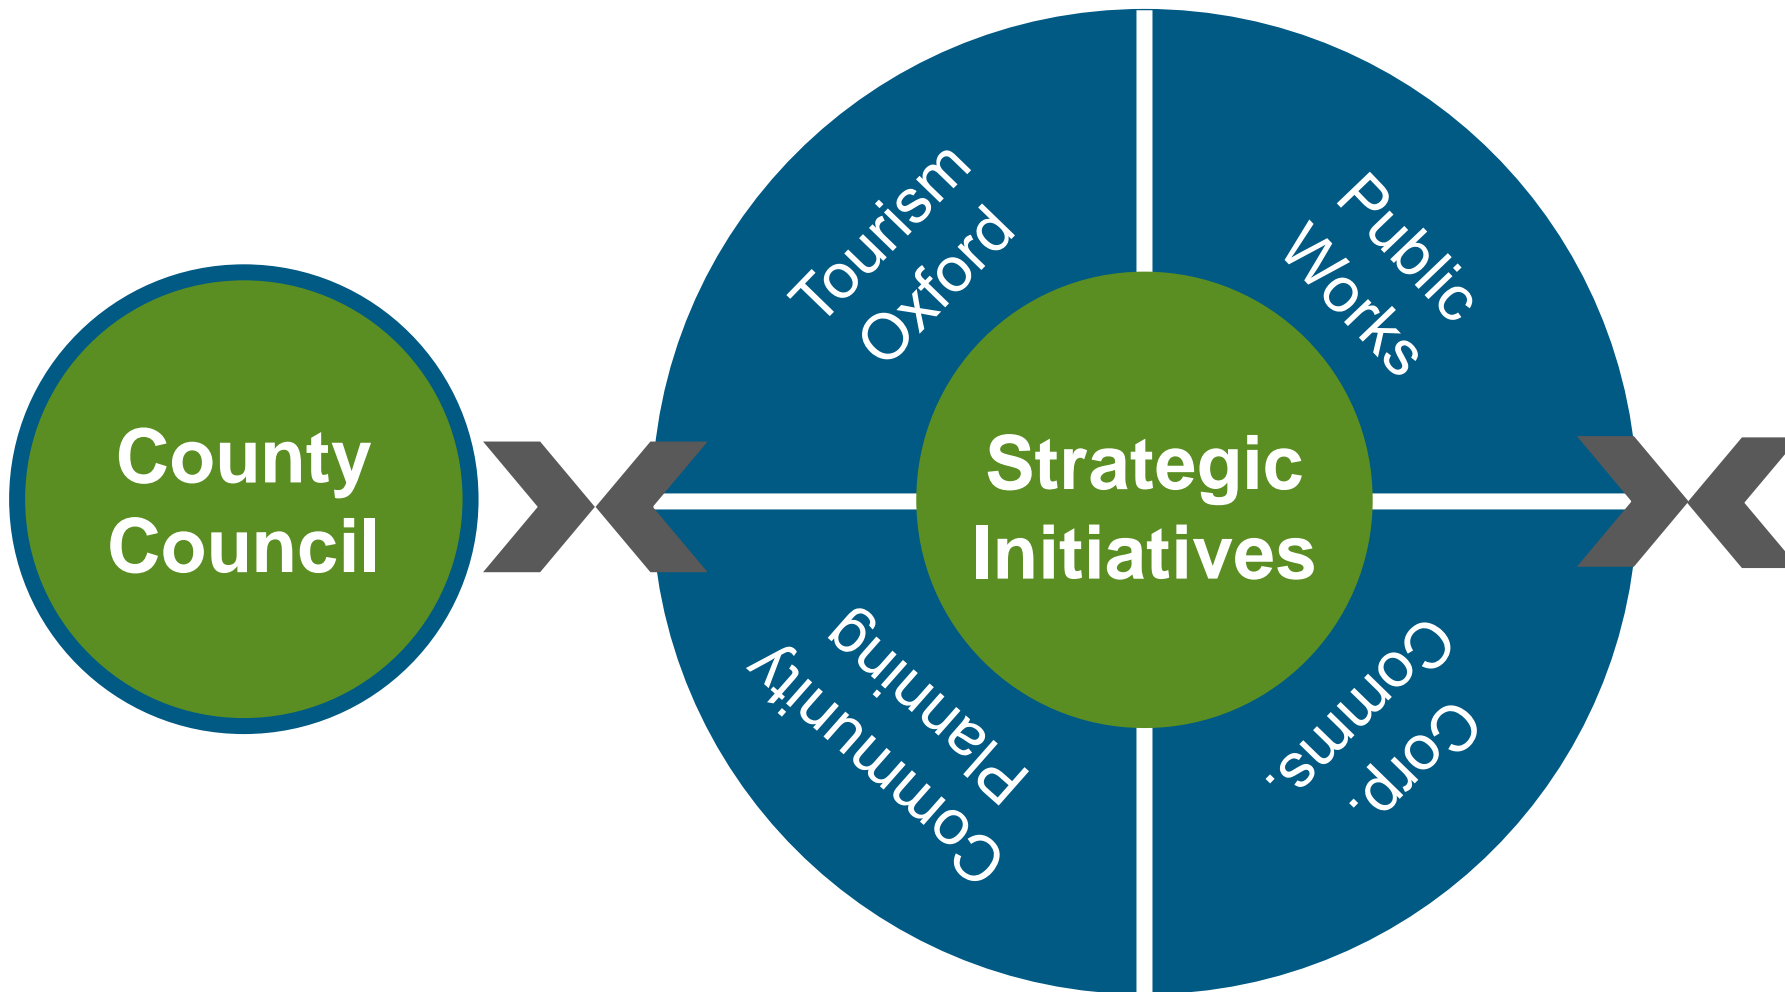 County
Council
Tourism
Oxford
Public
Works
Strategic
Initiatives
Community
Planning
Corp.
Comms.